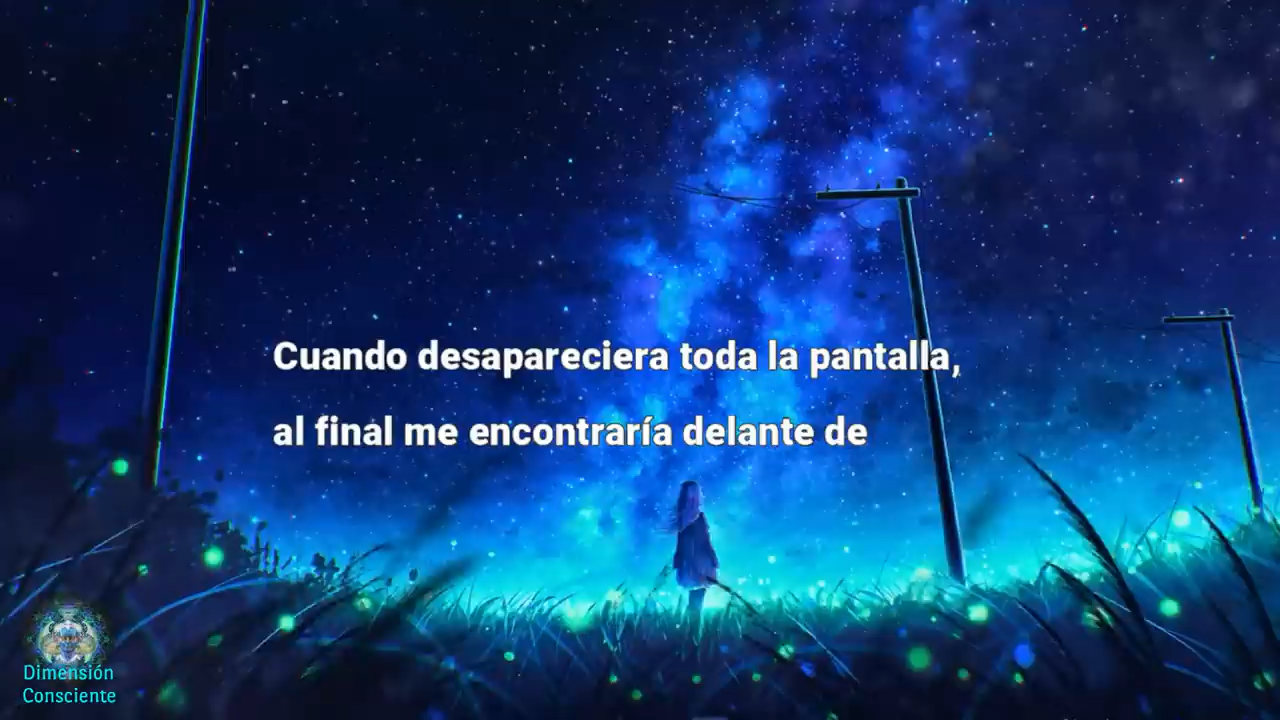 Cuando desapareciera toda la pantalla,
al final me encontraría delante de
Dimensión
Consciente